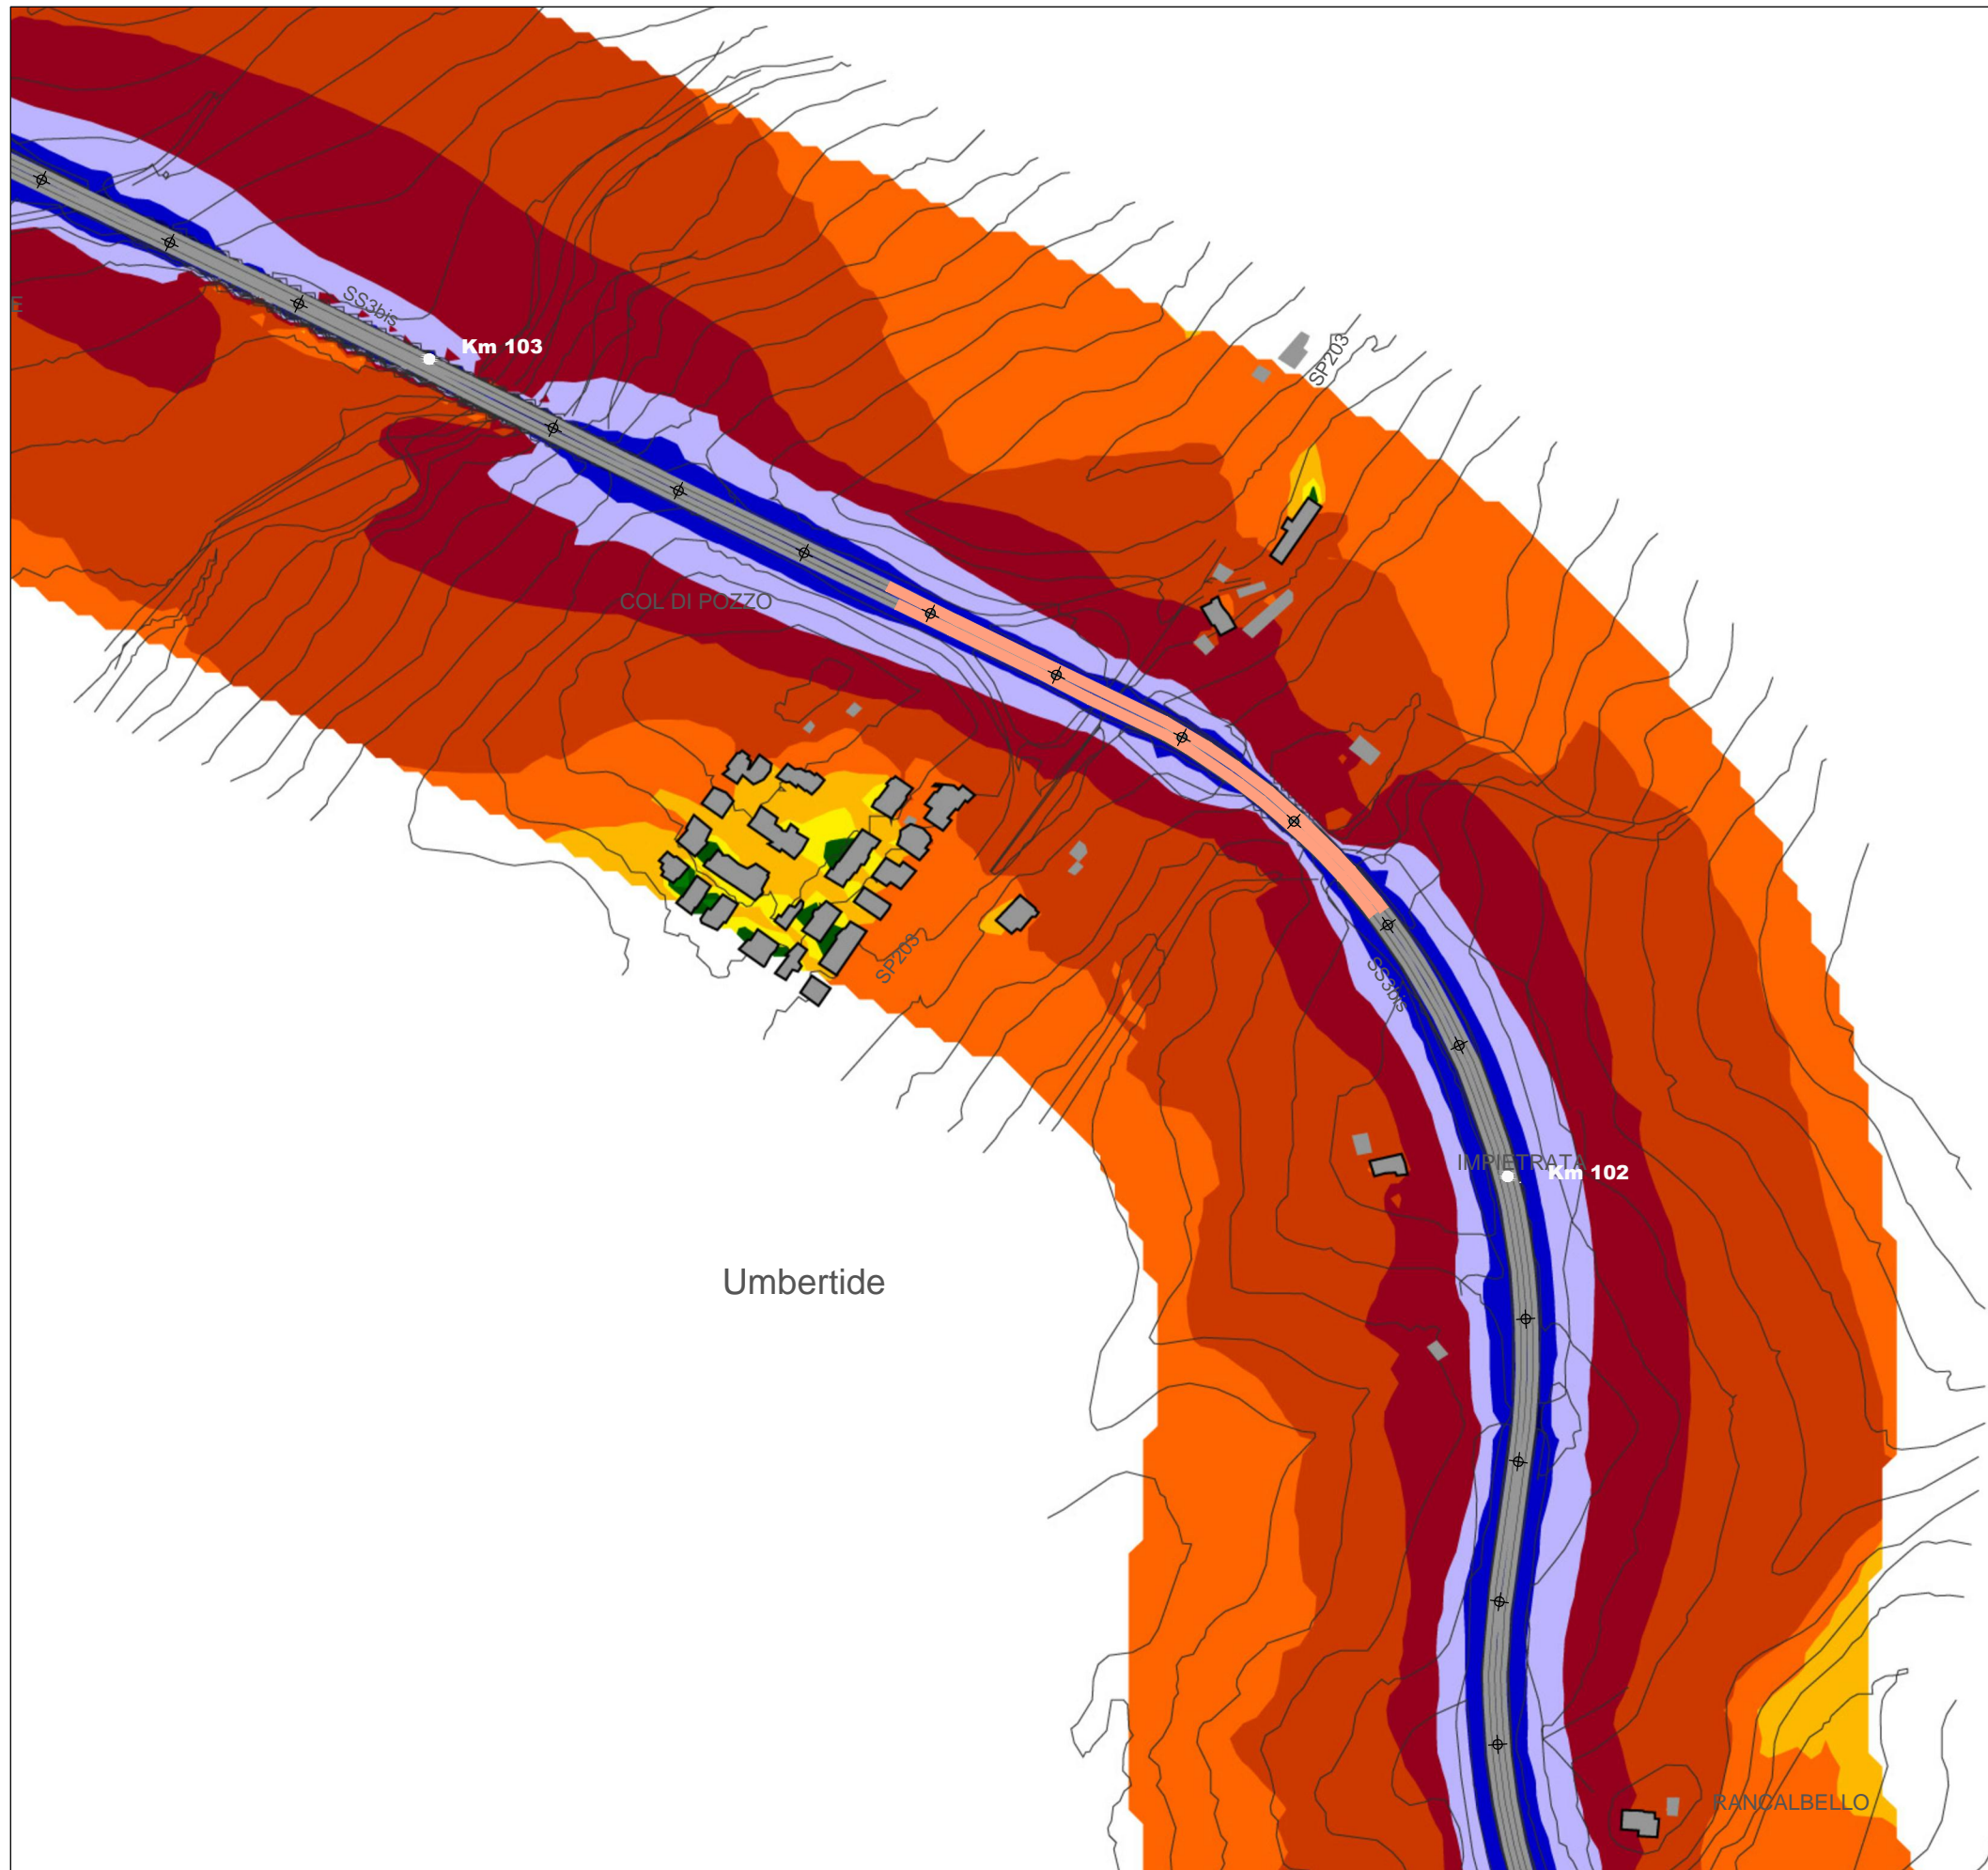 E
SS3bis
Km 103
SP203
COL DI POZZO
SP203
SS3bis
IMPIETRATA
Km 102
Umbertide
RANCALBELLO